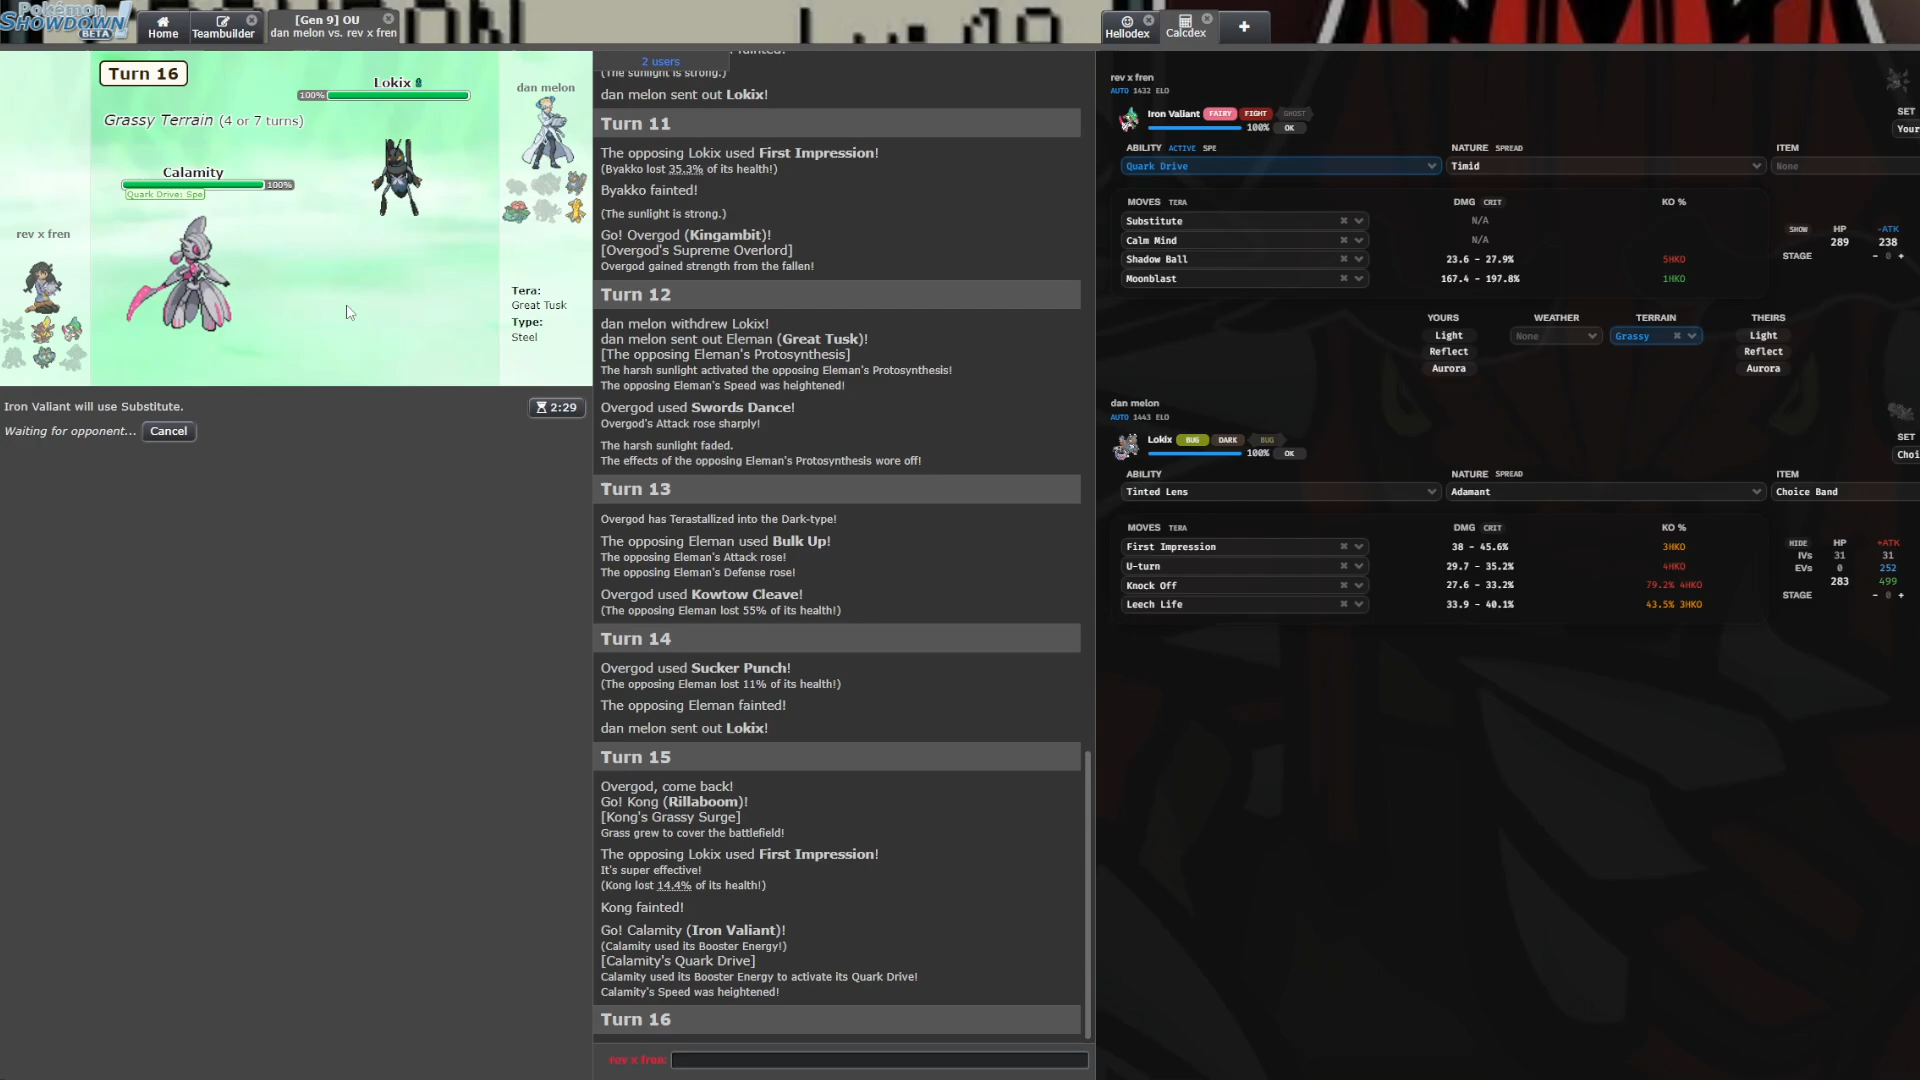 Pokémon
SHOWDOWN!
BETA
Home
Teambuilder
[Gen 9] OU
dan melon vs. rev x fren
Hellodex
Calcdex
+
Turn 16
Lokix
100%
Grassy Terrain (4 or 7 turns)
Calamity
100%
Quark Drive: Spe
dan melon
rev x fren
Tera:
Great Tusk
Type:
Steel
Iron Valiant will use Substitute.
2:29
Waiting for opponent...
Cancel
2 users
(The sunlight is strong.)
dan melon sent out Lokix!
Turn 11
The opposing Lokix used First Impression!
(Byakko lost 35.3% of its health!)
Byakko fainted!
(The sunlight is strong.)
Go! Overgod (Kingambit)!
[Overgod's Supreme Overlord]
Overgod gained strength from the fallen!
Turn 12
dan melon withdrew Lokix!
dan melon sent out Eleman (Great Tusk)!
[The opposing Eleman's Protosynthesis]
The harsh sunlight activated the opposing Eleman's Protosynthesis!
The opposing Eleman's Speed was heightened!
Overgod used Swords Dance!
Overgod's Attack rose sharply!
The harsh sunlight faded.
The effects of the opposing Eleman's Protosynthesis wore off!
Turn 13
Overgod has Terastallized into the Dark-type!
The opposing Eleman used Bulk Up!
The opposing Eleman's Attack rose!
The opposing Eleman's Defense rose!
Overgod used Kowtow Cleave!
(The opposing Eleman lost 55% of its health!)
Turn 14
Overgod used Sucker Punch!
(The opposing Eleman lost 11% of its health!)
The opposing Eleman fainted!
dan melon sent out Lokix!
Turn 15
Overgod, come back!
Go! Kong (Rillaboom)!
[Kong's Grassy Surge]
Grass grew to cover the battlefield!
The opposing Lokix used First Impression!
It's super effective!
(Kong lost 14.4% of its health!)
Kong fainted!
Go! Calamity (Iron Valiant)!
(Calamity used its Booster Energy!)
[Calamity's Quark Drive]
Calamity used its Booster Energy to activate its Quark Drive!
Calamity's Speed was heightened!
Turn 16
rev x fren:
rev x fren
AUTO 1432 ELO
Iron Valiant FAIRY FIGHT GHOST
100% OK
SET
Your
ABILITY ACTIVE SPE NATURE SPREAD ITEM
Quark Drive Timid None
MOVES TERA DMG CRIT KO %
Substitute N/A
Calm Mind N/A
Shadow Ball 23.6 - 27.9% 5HKO
Moonblast 167.4 - 197.8% 1HKO
SHOW HP -ATK
289 238
STAGE - 0 +
YOURS WEATHER TERRAIN THEIRS
Light None Grassy Light
Reflect Reflect
Aurora Aurora
dan melon
AUTO 1443 ELO
Lokix BUG DARK BUG
100% OK
SET
Choi
ABILITY NATURE SPREAD ITEM
Tinted Lens Adamant Choice Band
MOVES TERA DMG CRIT KO %
First Impression 38 - 45.6% 3HKO
U-turn 29.7 - 35.2% 4HKO
Knock Off 27.6 - 33.2% 79.2% 4HKO
Leech Life 33.9 - 40.1% 43.5% 3HKO
HIDE HP +ATK
IVs 31 31
EVs 0 252
283 499
STAGE - 0 +